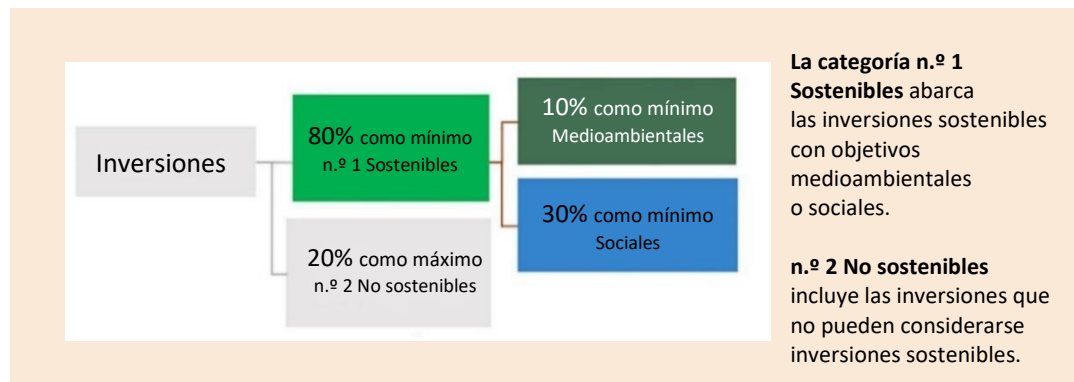 Inversiones
80% como mínimo
n.º 1 Sostenibles
20% como máximo
n.º 2 No sostenibles
10% como mínimo
Medioambientales
30% como mínimo
Sociales
La categoría n.º 1
Sostenibles abarca
las inversiones sostenibles
con objetivos
medioambientales
o sociales.
n.º 2 No sostenibles
incluye las inversiones que
no pueden considerarse
inversiones sostenibles.